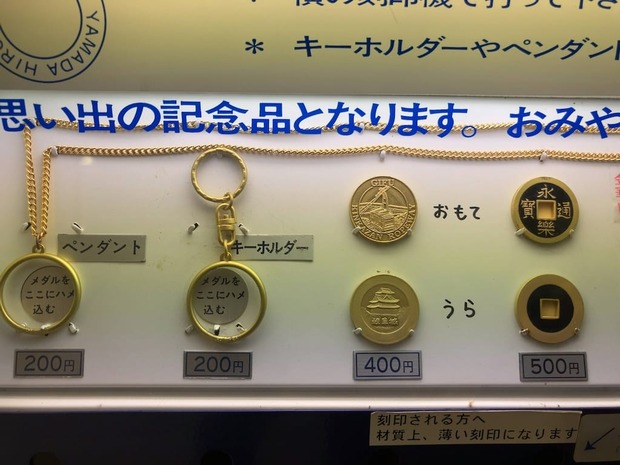 YAMADA HIRO
横の刻印機で打って下さ
* キーホルダーやペンダント
思い出の記念品となります。おみや
GIFU
KINKAZAN ROPEWAY
おもて
永樂通寶
ペンダント
キーホルダー
メダルを
ここにハメ
込む
メダルを
ここにハメ
込む
うら
岐阜城
200円
200円
400円
500円
刻印される方へ
材質上、薄い刻印になります